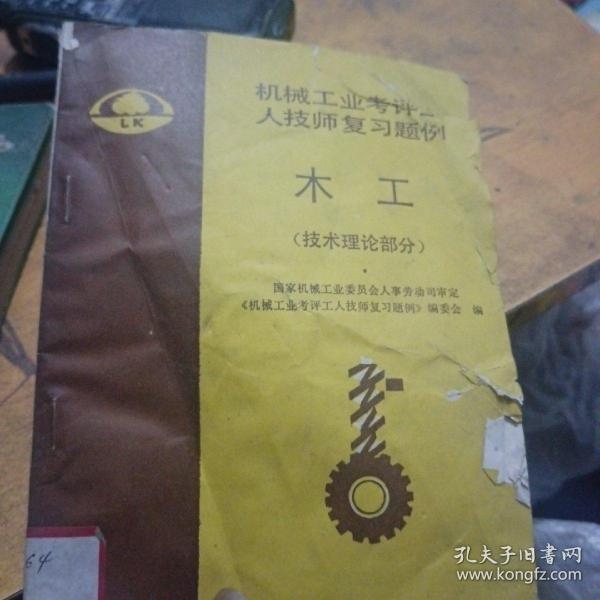 LK
机械工业考评工
人技师复习题例
木 工
(技术理论部分)
国家机械工业委员会人事劳动司审定
《机械工业考评工人技师复习题例》编委会 编
64
孔夫子旧书网
www.kongfz.com